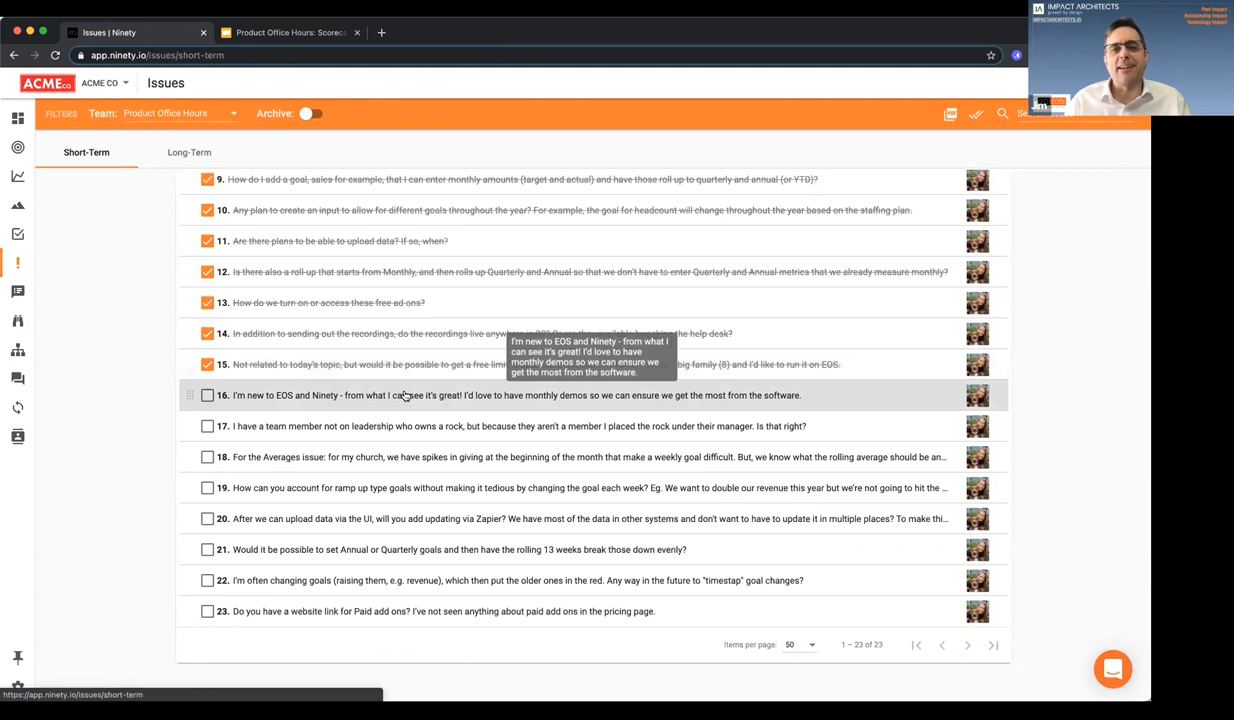 Issues | Ninety
Product Office Hours: Scoreca
app.ninety.io/issues/short-term
IMPACT ARCHITECTS
growth by design
IMPACTARCHITECTS.IO
Peer Impact
Relationship Impact
Technology Impact
ACMEco
ACME CO
Issues
FILTERS
Team:
Product Office Hours
Archive:
Short-Term
Long-Term
9. How do I add a goal, sales for example, that I can enter monthly amounts (target and actual) and have those roll up to quarterly and annual (or YTD)?
10. Any plan to create an input to allow for different goals throughout the year? For example, the goal for headcount will change throughout the year based on the staffing plan.
11. Are there plans to be able to upload data? If so, when?
12. Is there also a roll up that starts from Monthly, and then rolls up Quarterly and Annual so that we don't have to enter Quarterly and Annual metrics that we already measure monthly?
13. How do we turn on or access these free ad ons?
14. In addition to sending out the recordings, do the recordings live anywhere in the help desk?
I'm new to EOS and Ninety - from what I
can see it's great! I'd love to have
monthly demos so we can ensure we
get the most from the software.
15. Not related to today's topic, but would it be possible to get a free big family (8) and I'd like to run it on EOS.
16. I'm new to EOS and Ninety - from what I can see it's great! I'd love to have monthly demos so we can ensure we get the most from the software.
17. I have a team member not on leadership who owns a rock, but because they aren't a member I placed the rock under their manager. Is that right?
18. For the Averages issue: for my church, we have spikes in giving at the beginning of the month that make a weekly goal difficult. But, we know what the rolling average should be an...
19. How can you account for ramp up type goals without making it tedious by changing the goal each week? Eg. We want to double our revenue this year but we're not going to hit the ...
20. After we can upload data via the UI, will you add updating via Zapier? We have most of the data in other systems and don't want to have to update it in multiple places? To make thi...
21. Would it be possible to set Annual or Quarterly goals and then have the rolling 13 weeks break those down evenly?
22. I'm often changing goals (raising them, e.g. revenue), which then put the older ones in the red. Any way in the future to "timestap" goal changes?
23. Do you have a website link for Paid add ons? I've not seen anything about paid add ons in the pricing page.
Items per page:
50
1 – 23 of 23
https://app.ninety.io/issues/short-term